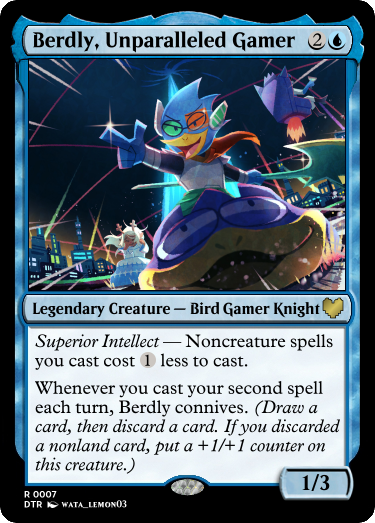 Berdly, Unparalleled Gamer 2
Legendary Creature — Bird Gamer Knight
Superior Intellect — Noncreature spells
you cast cost 1 less to cast.
Whenever you cast your second spell
each turn, Berdly connives. (Draw a
card, then discard a card. If you discarded
a nonland card, put a +1/+1 counter on
this creature.)
1/3
R 0007
DTR WATA_LEMON03